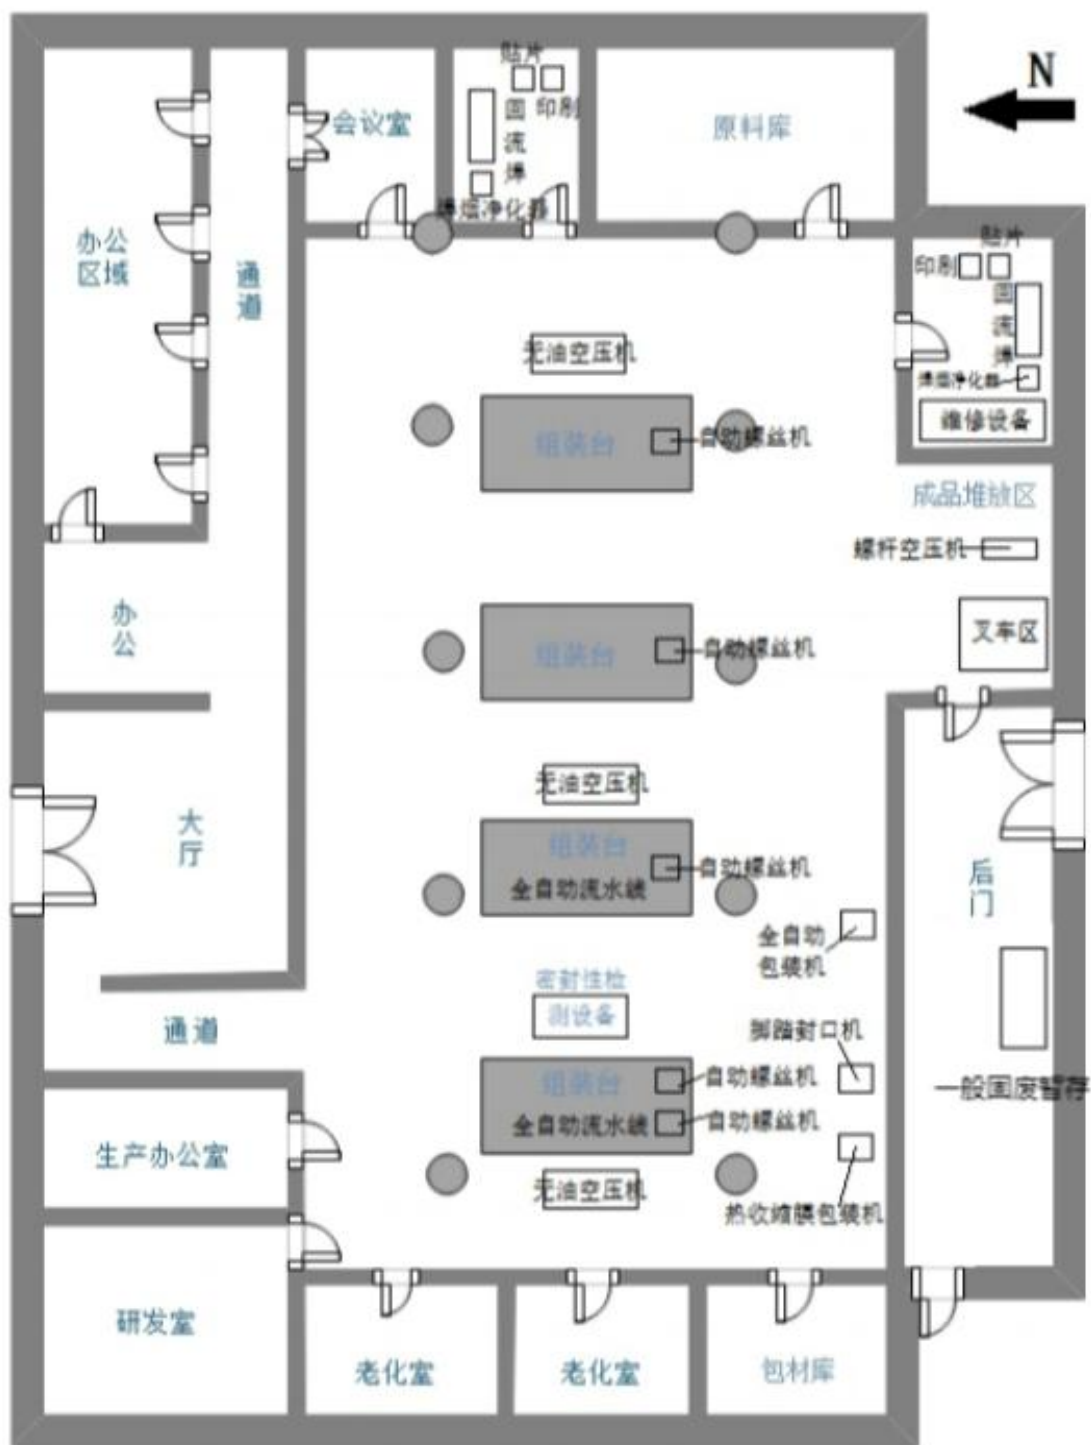 N
贴片
印刷
回流焊
焊烟净化器
会议室
原料库
办公
区域
通道
贴片
印刷
回流焊
焊烟净化器
维修设备
无油空压机
组装台
自动螺丝机
成品堆放区
螺杆空压机
叉车区
办公
组装台
自动螺丝机
无油空压机
组装台
自动螺丝机
全自动流水线
大厅
后门
全自动
包装机
密封性检
测设备
通道
脚踏封口机
组装台
自动螺丝机
全自动流水线
自动螺丝机
一般固废暂存
生产办公室
无油空压机
热收缩膜包装机
研发室
老化室
老化室
包材库